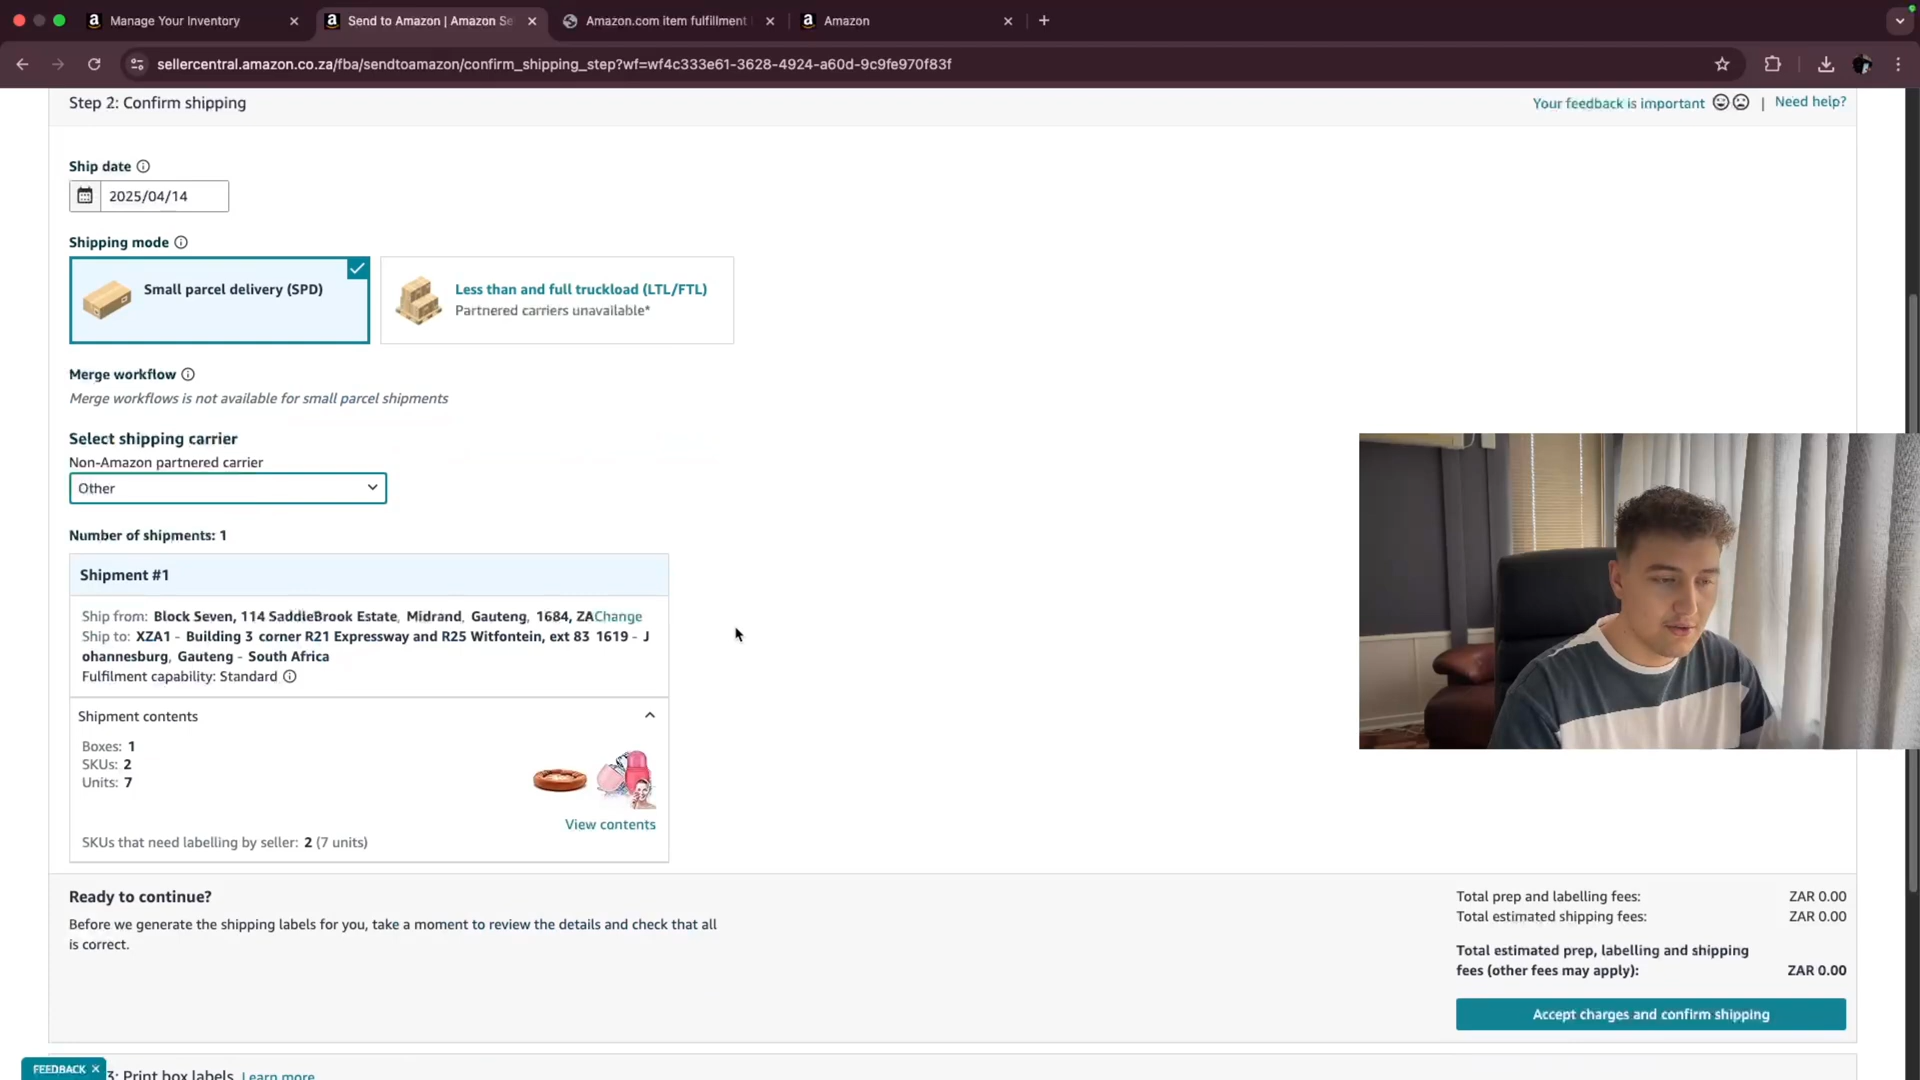 Manage Your Inventory
Send to Amazon | Amazon Se
Amazon.com item fulfillment
Amazon
sellercentral.amazon.co.za/fba/sendtoamazon/confirm_shipping_step?wf=wf4c333e61-3628-4924-a60d-9c9fe970f83f
Step 2: Confirm shipping
Your feedback is important | Need help?
Ship date
2025/04/14
Shipping mode
Small parcel delivery (SPD)
Less than and full truckload (LTL/FTL)
Partnered carriers unavailable*
Merge workflow
Merge workflows is not available for small parcel shipments
Select shipping carrier
Non-Amazon partnered carrier
Other
Number of shipments: 1
Shipment #1
Ship from: Block Seven, 114 SaddleBrook Estate, Midrand, Gauteng, 1684, ZAChange
Ship to: XZA1 - Building 3 corner R21 Expressway and R25 Witfontein, ext 83 1619 - J
ohannesburg, Gauteng - South Africa
Fulfilment capability: Standard
Shipment contents
Boxes: 1
SKUs: 2
Units: 7
View contents
SKUs that need labelling by seller: 2 (7 units)
Ready to continue?
Before we generate the shipping labels for you, take a moment to review the details and check that all
is correct.
Total prep and labelling fees: ZAR 0.00
Total estimated shipping fees: ZAR 0.00
Total estimated prep, labelling and shipping
fees (other fees may apply): ZAR 0.00
Accept charges and confirm shipping
FEEDBACK
3: Print box labels Learn more